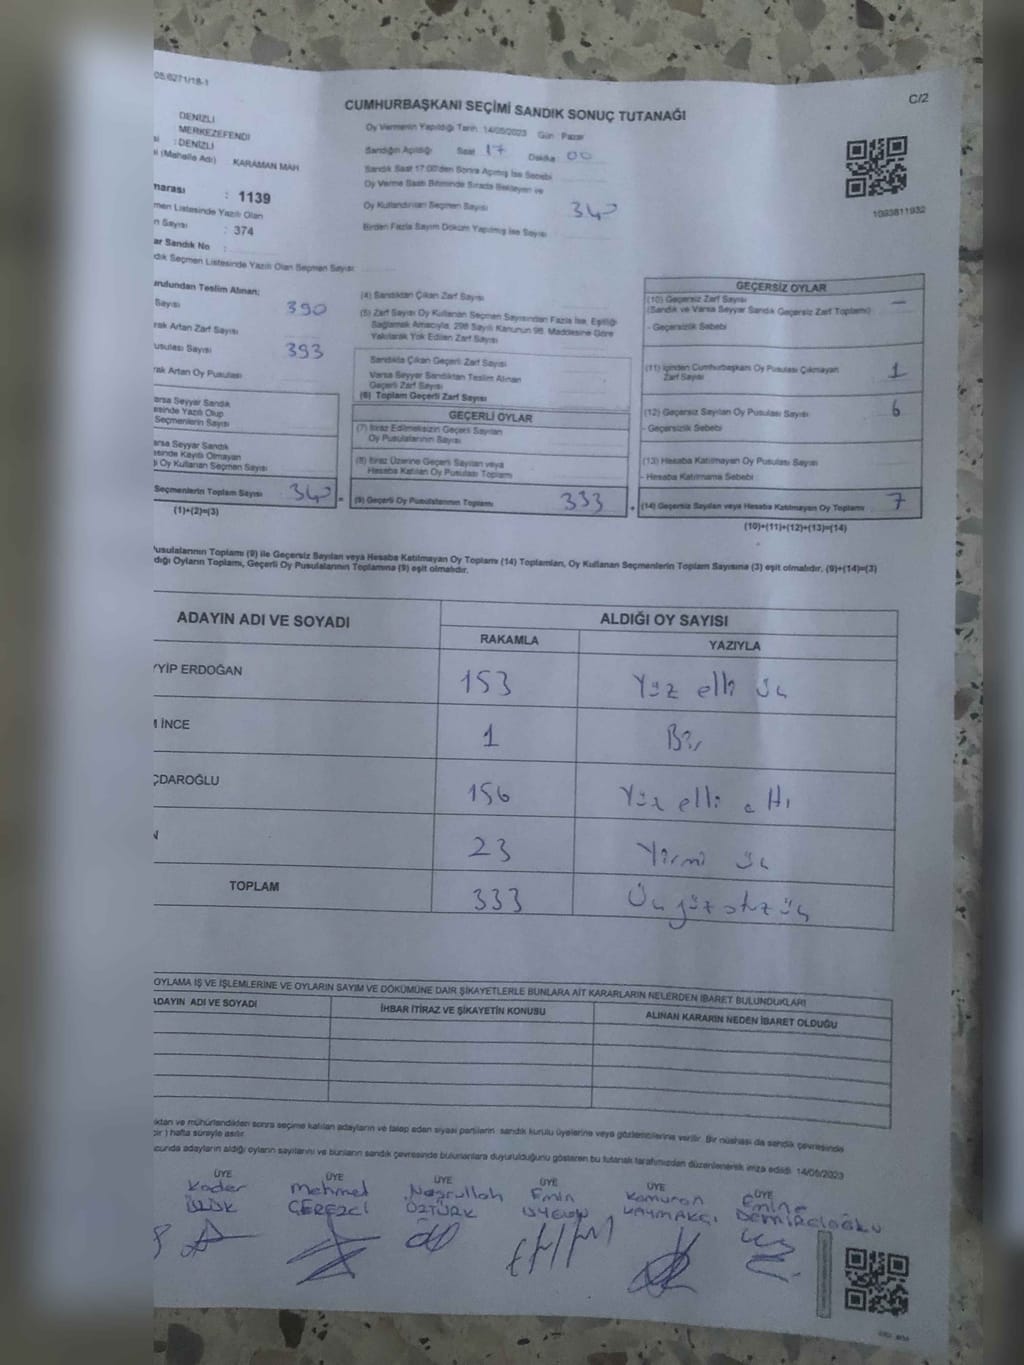 05/6271/18-1
C/2
CUMHURBAŞKANI SEÇİMİ SANDIK SONUÇ TUTANAĞI
DENİZLİ
MERKEZEFENDİ
: DENİZLİ
(Mahalle Adı) : KARAMAN MAH
Oy Vermenin Yapıldığı Tarih: 14/05/2023 Gün : Pazar
Sandığın Açıldığı Saat 17 Dakika : 00
Sandık Saat 17:00'den Sonra Açılmış İse Sebebi
Oy Verme Saati Bitiminde Sırada Bekleyen ve
Oy Kullandırılan Seçmen Sayısı 340
Birden Fazla Sayım Döküm Yapılmış İse Sayısı
1093811932
marası : 1139
men Listesinde Yazılı Olan
n Sayısı : 374
ar Sandık No :
dık Seçmen Listesinde Yazılı Olan Seçmen Sayısı:
urulundan Teslim Alınan;
Sayısı 390
rak Artan Zarf Sayısı
usulası Sayısı 393
rak Artan Oy Pusulası
arsa Seyyar Sandık
esinde Yazılı Olup
Seçmenlerin Sayısı
arsa Seyyar Sandık
esinde Kayıtlı Olmayan
Oy Kullanan Seçmen Sayısı
Seçmenlerin Toplam Sayısı 340
(1)+(2)=(3)
(4) Sandıktan Çıkan Zarf Sayısı
(5) Zarf Sayısı Oy Kullanan Seçmen Sayısından Fazla İse, Eşitliği
Sağlamak Amacıyla, 298 Sayılı Kanunun 98. Maddesine Göre
Yakılarak Yok Edilen Zarf Sayısı
Sandıkta Çıkan Geçerli Zarf Sayısı
Varsa Seyyar Sandıktan Teslim Alınan
Geçerli Zarf Sayısı
(6) Toplam Geçerli Zarf Sayısı
GEÇERLİ OYLAR
(7) İtiraz Edilmeksizin Geçerli Sayılan
Oy Pusulalarının Sayısı
(8) İtiraz Üzerine Geçerli Sayılan veya
Hesaba Katılan Oy Pusulası Toplamı
= (9) Geçerli Oy Pusulalarının Toplamı 333
GEÇERSİZ OYLAR
(10) Geçersiz Zarf Sayısı —
(Sandık ve Varsa Seyyar Sandık Geçersiz Zarf Toplamı)
- Geçersizlik Sebebi
(11) İçinden Cumhurbaşkanı Oy Pusulası Çıkmayan
Zarf Sayısı 1
(12) Geçersiz Sayılan Oy Pusulası Sayısı 6
- Geçersizlik Sebebi
(13) Hesaba Katılmayan Oy Pusulası Sayısı
- Hesaba Katılmama Sebebi
+ (14) Geçersiz Sayılan veya Hesaba Katılmayan Oy Toplamı 7
(10)+(11)+(12)+(13)=(14)
usulalarının Toplamı (9) ile Geçersiz Sayılan veya Hesaba Katılmayan Oy Toplamı (14) Toplamları, Oy Kullanan Seçmenlerin Toplam Sayısına (3) eşit olmalıdır. (9)+(14)=(3)
dığı Oyların Toplamı, Geçerli Oy Pusulalarının Toplamına (9) eşit olmalıdır.
ADAYIN ADI VE SOYADI ALDIĞI OY SAYISI
RAKAMLA YAZIYLA
YYİP ERDOĞAN 153 Yüz elli üç
M İNCE 1 Bir
ÇDAROĞLU 156 Yüz elli altı
N 23 Yirmi üç
TOPLAM 333 Üç yüz otuz üç
OYLAMA İŞ VE İŞLEMLERİNE VE OYLARIN SAYIM VE DÖKÜMÜNE DAİR ŞİKAYETLERLE BUNLARA AİT KARARLARIN NELERDEN İBARET BULUNDUKLARI
ADAYIN ADI VE SOYADI İHBAR İTİRAZ VE ŞİKAYETİN KONUSU ALINAN KARARIN NEDEN İBARET OLDUĞU
ktan ve mühürlendikten sonra seçime katılan adayların ve talep eden siyasi partilerin sandık kurulu üyelerine veya gözlemcilerine verilir. Bir nüshası da sandık çevresinde
bir ) hafta süreyle asılır.
cunda adayların aldığı oyların sayılarını ve bunların sandık çevresinde bulunanlara duyurulduğunu gösteren bu tutanak tarafımızdan düzenlenerek imza edildi. 14/05/2023
ÜYE ÜYE ÜYE ÜYE ÜYE ÜYE
Kader Mehmet Nasrullah Emin Kamuran Emine
ÇEREZCİ ÖZTÜRK KAYMAKÇI DEMİRCİOĞLU